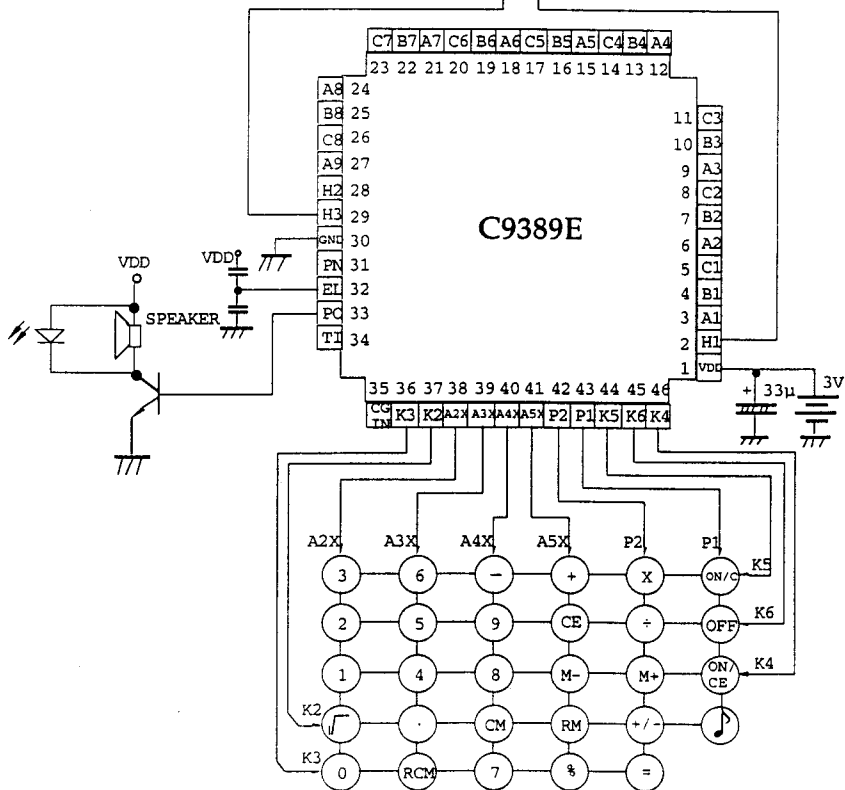 C7 B7 A7 C6 B6 A6 C5 B5 A5 C4 B4 A4
23 22 21 20 19 18 17 16 15 14 13 12
A8 24
B8 25
C8 26
A9 27
H2 28
H3 29
GND 30
PN 31
EL 32
PO 33
TI 34
11 C3
10 B3
9 A3
8 C2
7 B2
6 A2
5 C1
4 B1
3 A1
2 H1
1 VDD
C9389E
VDD
VDD
SPEAKER
+ 33μ
3V
35 36 37 38 39 40 41 42 43 44 45 46
CG IN K3 K2 A2X A3X A4X A5X P2 P1 K5 K6 K4
A2X A3X A4X A5X P2 P1
3 6 − + X ON/C K5
2 5 9 CE ÷ OFF K6
1 4 8 M- M+ ON/CE K4
K2 √ · CM RM +/- ♪
K3 0 RCM 7 % =